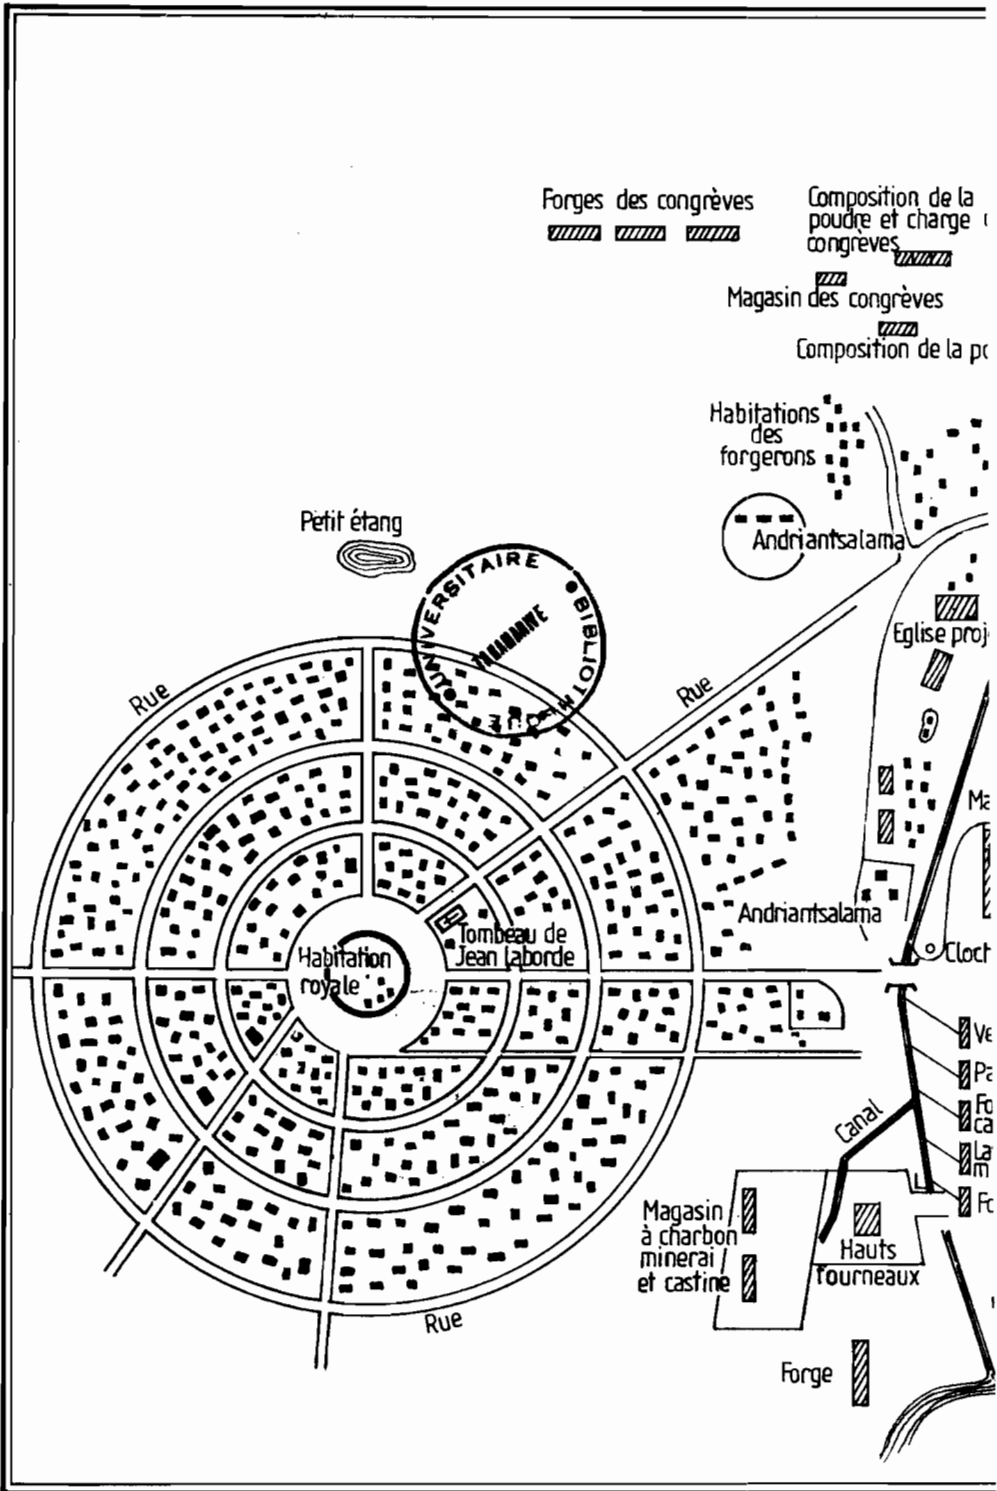 Forges des congrèves
Composition de la
poudre et charge
congrèves
Magasin des congrèves
Composition de la
Habitations
des
forgerons
Petit étang
Andriantsalama
UNIVERSITAIRE
BIBLIOTHEQUE
Eglise
Rue
Rue
Andriantsalama
Tombeau de
Jean Laborde
Habitation
royale
Canal
Magasin
à charbon
minerai
et castine
Hauts
fourneaux
Rue
Forge